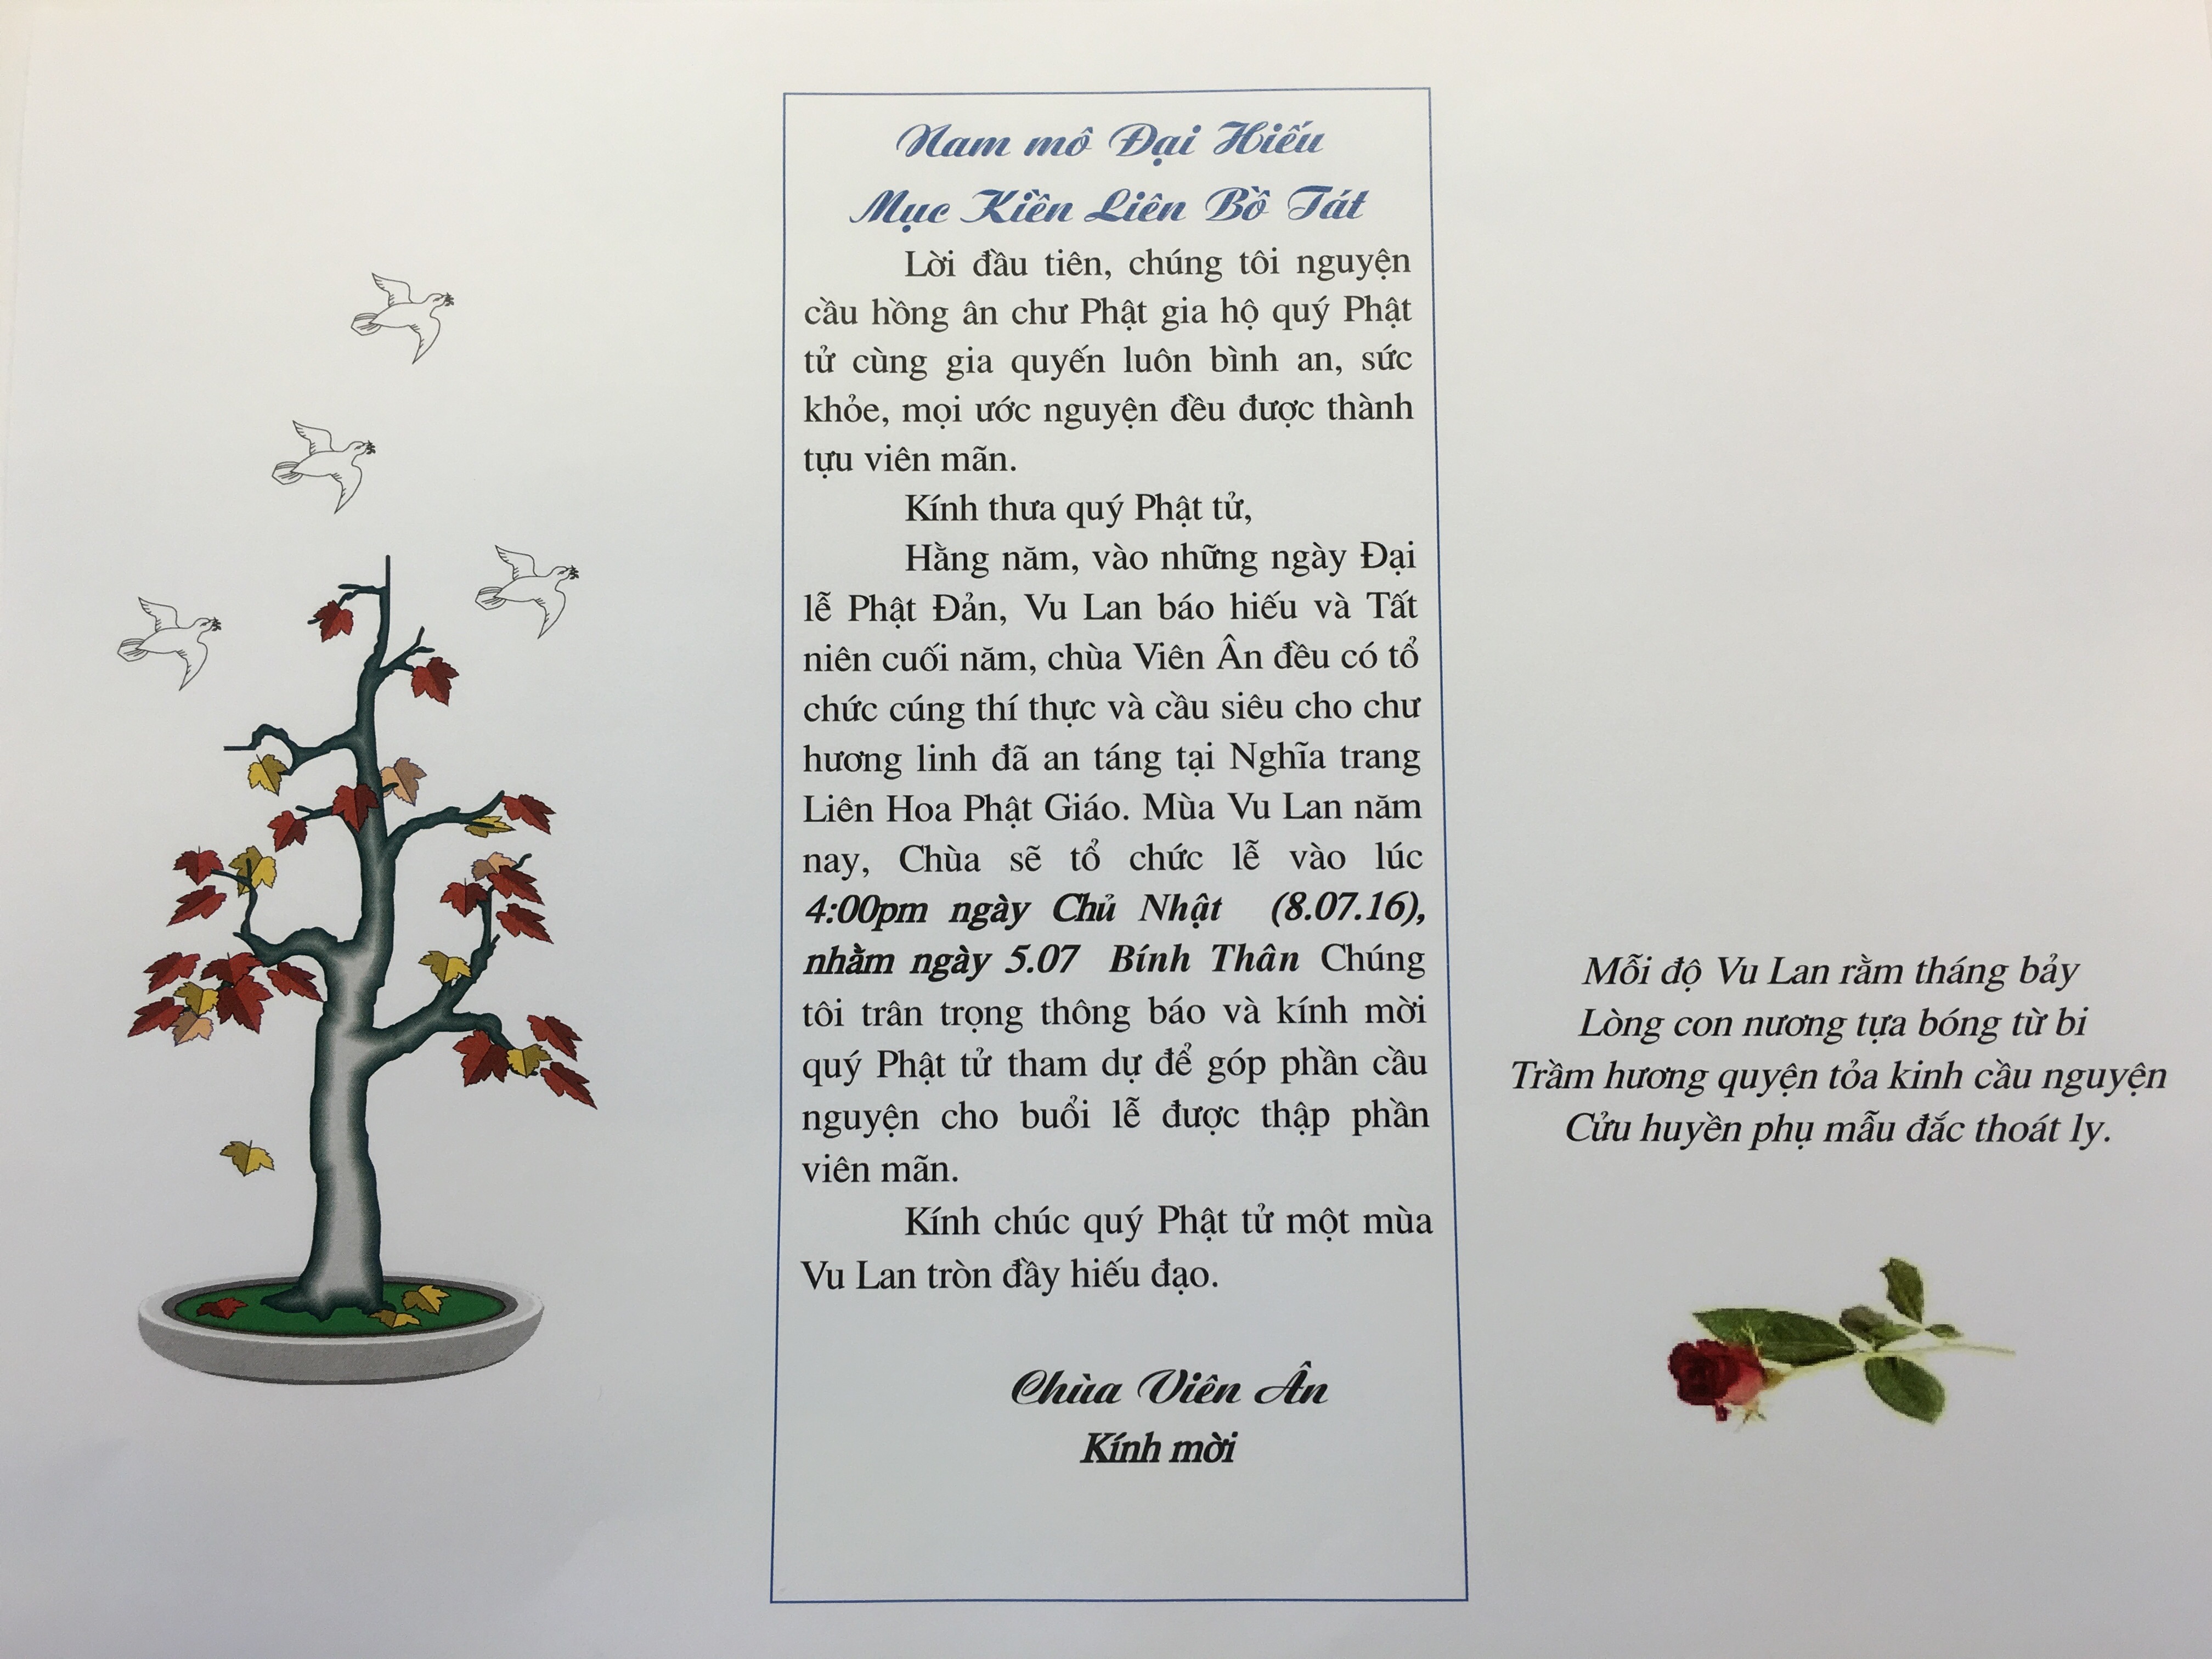 Nam mô Đại Hiếu
Mục Kiền Liên Bồ Tát
Lời đầu tiên, chúng tôi nguyện
cầu hồng ân chư Phật gia hộ quý Phật
tử cùng gia quyến luôn bình an, sức
khỏe, mọi ước nguyện đều được thành
tựu viên mãn.
Kính thưa quý Phật tử,
Hằng năm, vào những ngày Đại
lễ Phật Đản, Vu Lan báo hiếu và Tất
niên cuối năm, chùa Viên Ân đều có tổ
chức cúng thí thực và cầu siêu cho chư
hương linh đã an táng tại Nghĩa trang
Liên Hoa Phật Giáo. Mùa Vu Lan năm
nay, Chùa sẽ tổ chức lễ vào lúc
4:00pm ngày Chủ Nhật (8.07.16),
nhằm ngày 5.07 Bính Thân Chúng
tôi trân trọng thông báo và kính mời
quý Phật tử tham dự để góp phần cầu
nguyện cho buổi lễ được thập phần
viên mãn.
Kính chúc quý Phật tử một mùa
Vu Lan tròn đầy hiếu đạo.
Chùa Viên Ân
Kính mời
Mỗi độ Vu Lan rằm tháng bảy
Lòng con nương tựa bóng từ bi
Trầm hương quyện tỏa kinh cầu nguyện
Cửu huyền phụ mẫu đắc thoát ly.